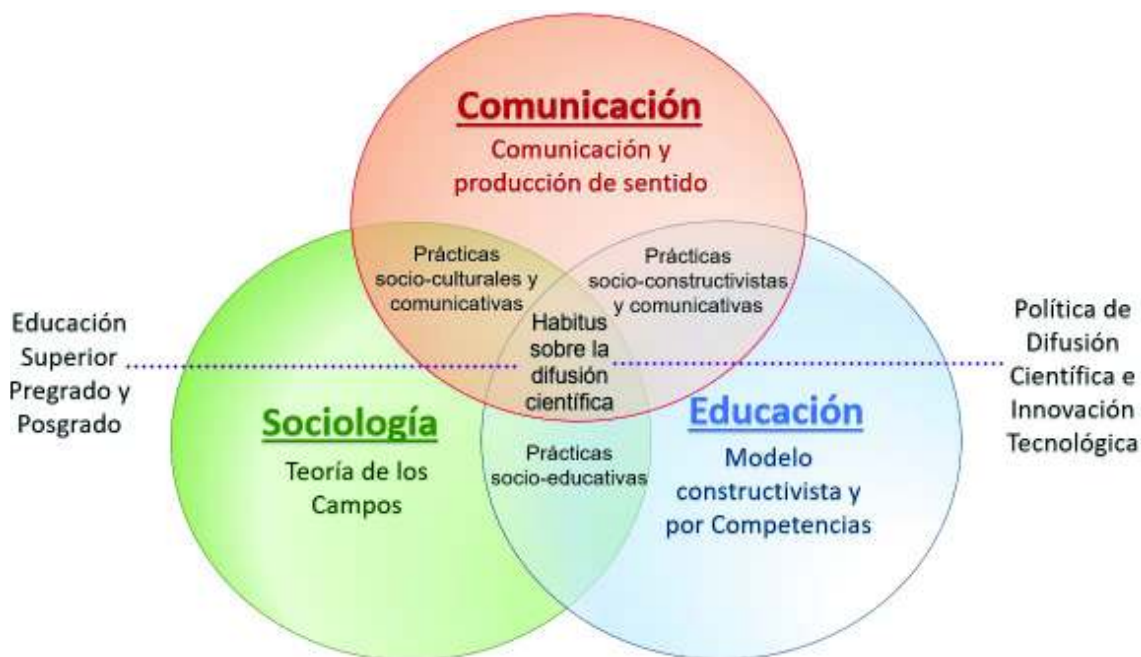 Comunicación
Comunicación y
producción de sentido
Prácticas
socio-culturales y
comunicativas
Prácticas
socio-constructivistas
y comunicativas
Educación
Superior
Pregrado y
Posgrado
Habitus
sobre la
difusión
científica
Política de
Difusión
Científica e
Innovación
Tecnológica
Sociología
Teoría de los
Campos
Prácticas
socio-educativas
Educación
Modelo
constructivista y
por Competencias